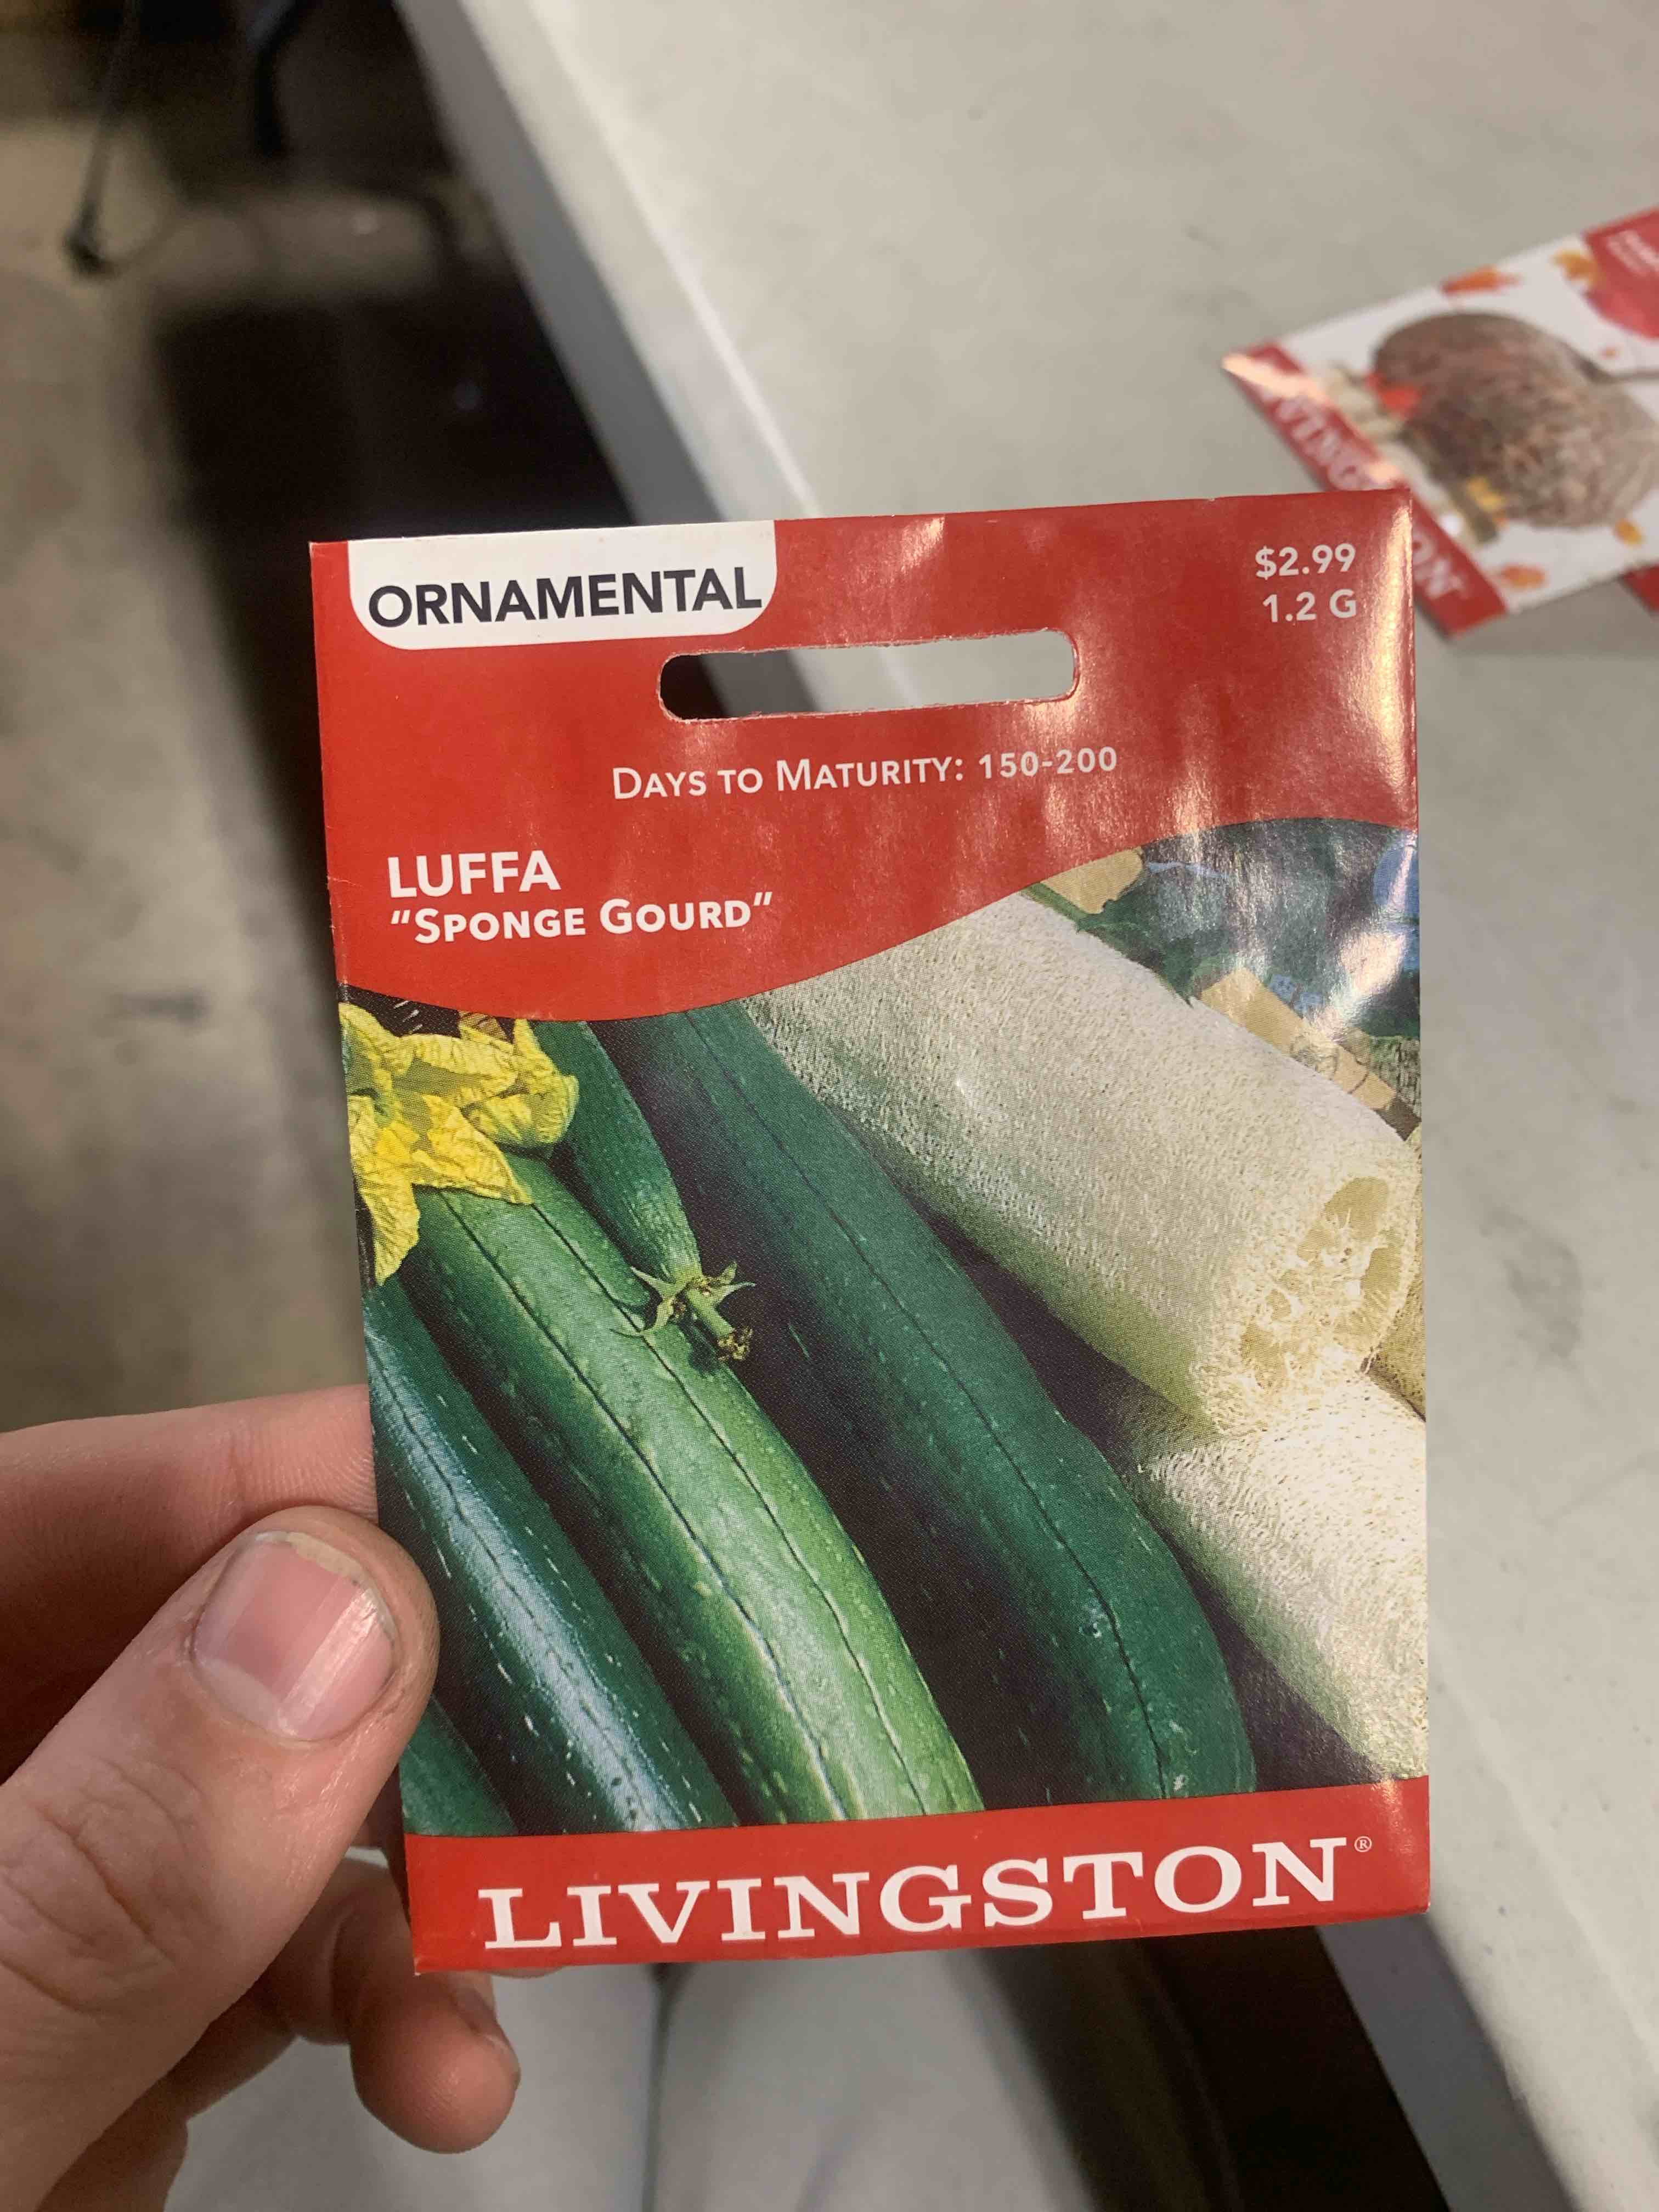 ORNAMENTAL
$2.99
1.2 G
DAYS TO MATURITY: 150-200
LUFFA
"SPONGE GOURD"
LIVINGSTON®